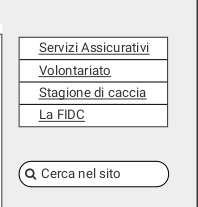 Servizi Assicurativi
Volontariato
Stagione di caccia
La FIDC
Cerca nel sito